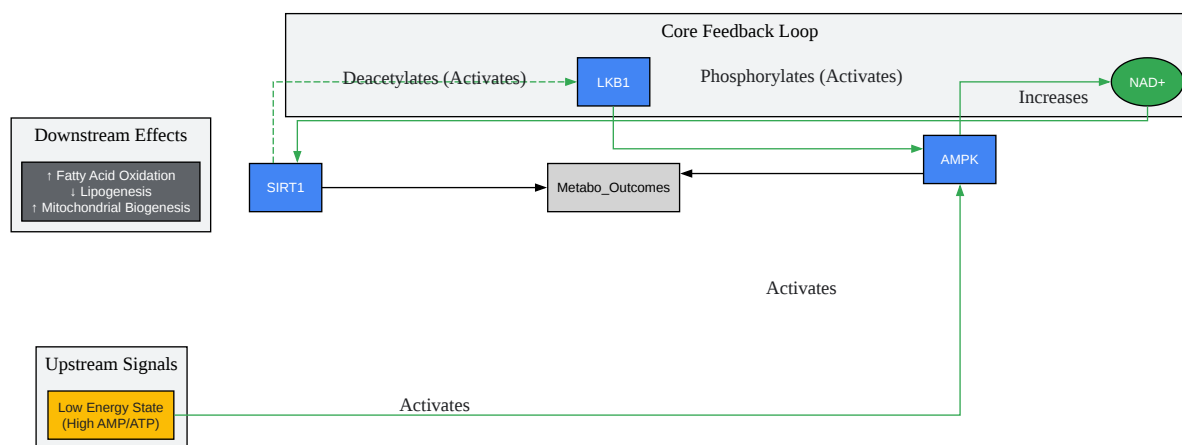 Core Feedback Loop
Deacetylates (Activates)
LKB1
Phosphorylates (Activates)
NAD+
Increases
Downstream Effects
↑ Fatty Acid Oxidation
↓ Lipogenesis
↑ Mitochondrial Biogenesis
SIRT1
Metabo_Outcomes
AMPK
Activates
Upstream Signals
Low Energy State
(High AMP/ATP)
Activates